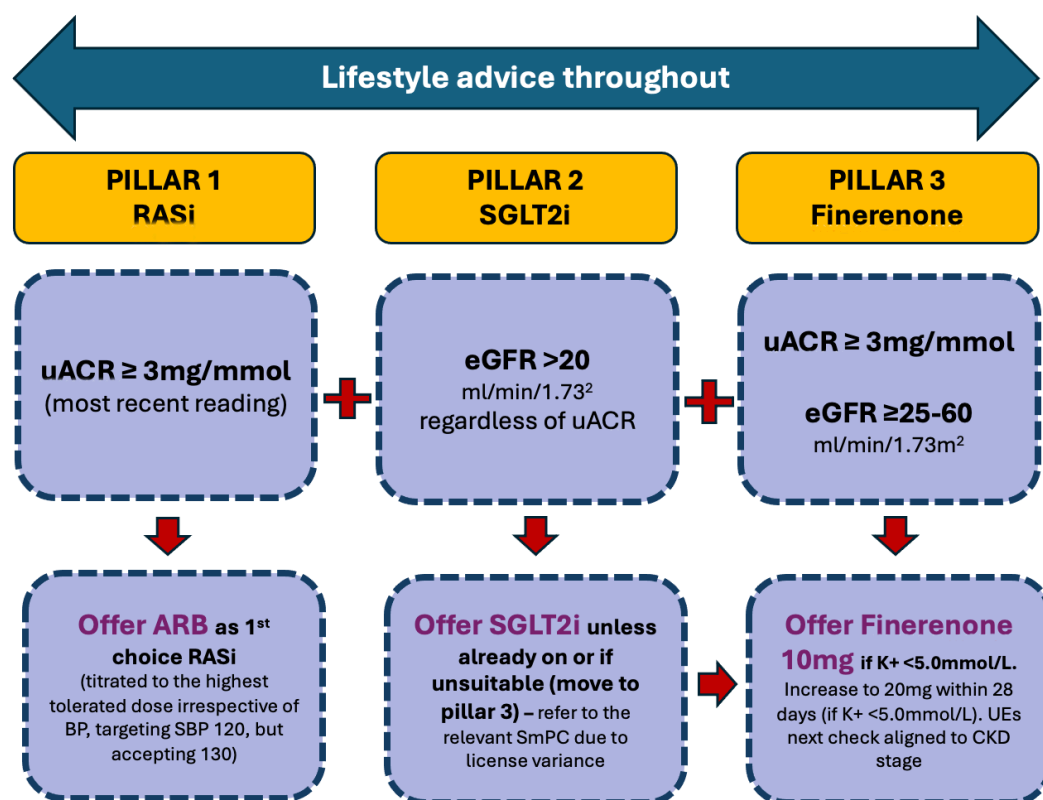 Lifestyle advice throughout
PILLAR 1
RASi
PILLAR 2
SGLT2i
PILLAR 3
Finerenone
uACR ≥ 3mg/mmol
(most recent reading)
eGFR >20
ml/min/1.73²
regardless of uACR
uACR ≥ 3mg/mmol
eGFR ≥25-60
ml/min/1.73m²
Offer ARB as 1st
choice RASi
(titrated to the highest
tolerated dose irrespective of
BP, targeting SBP 120, but
accepting 130)
Offer SGLT2i unless
already on or if
unsuitable (move to
pillar 3) – refer to the
relevant SmPC due to
license variance
Offer Finerenone
10mg if K+ <5.0mmol/L.
Increase to 20mg within 28
days (if K+ <5.0mmol/L). UEs
next check aligned to CKD
stage